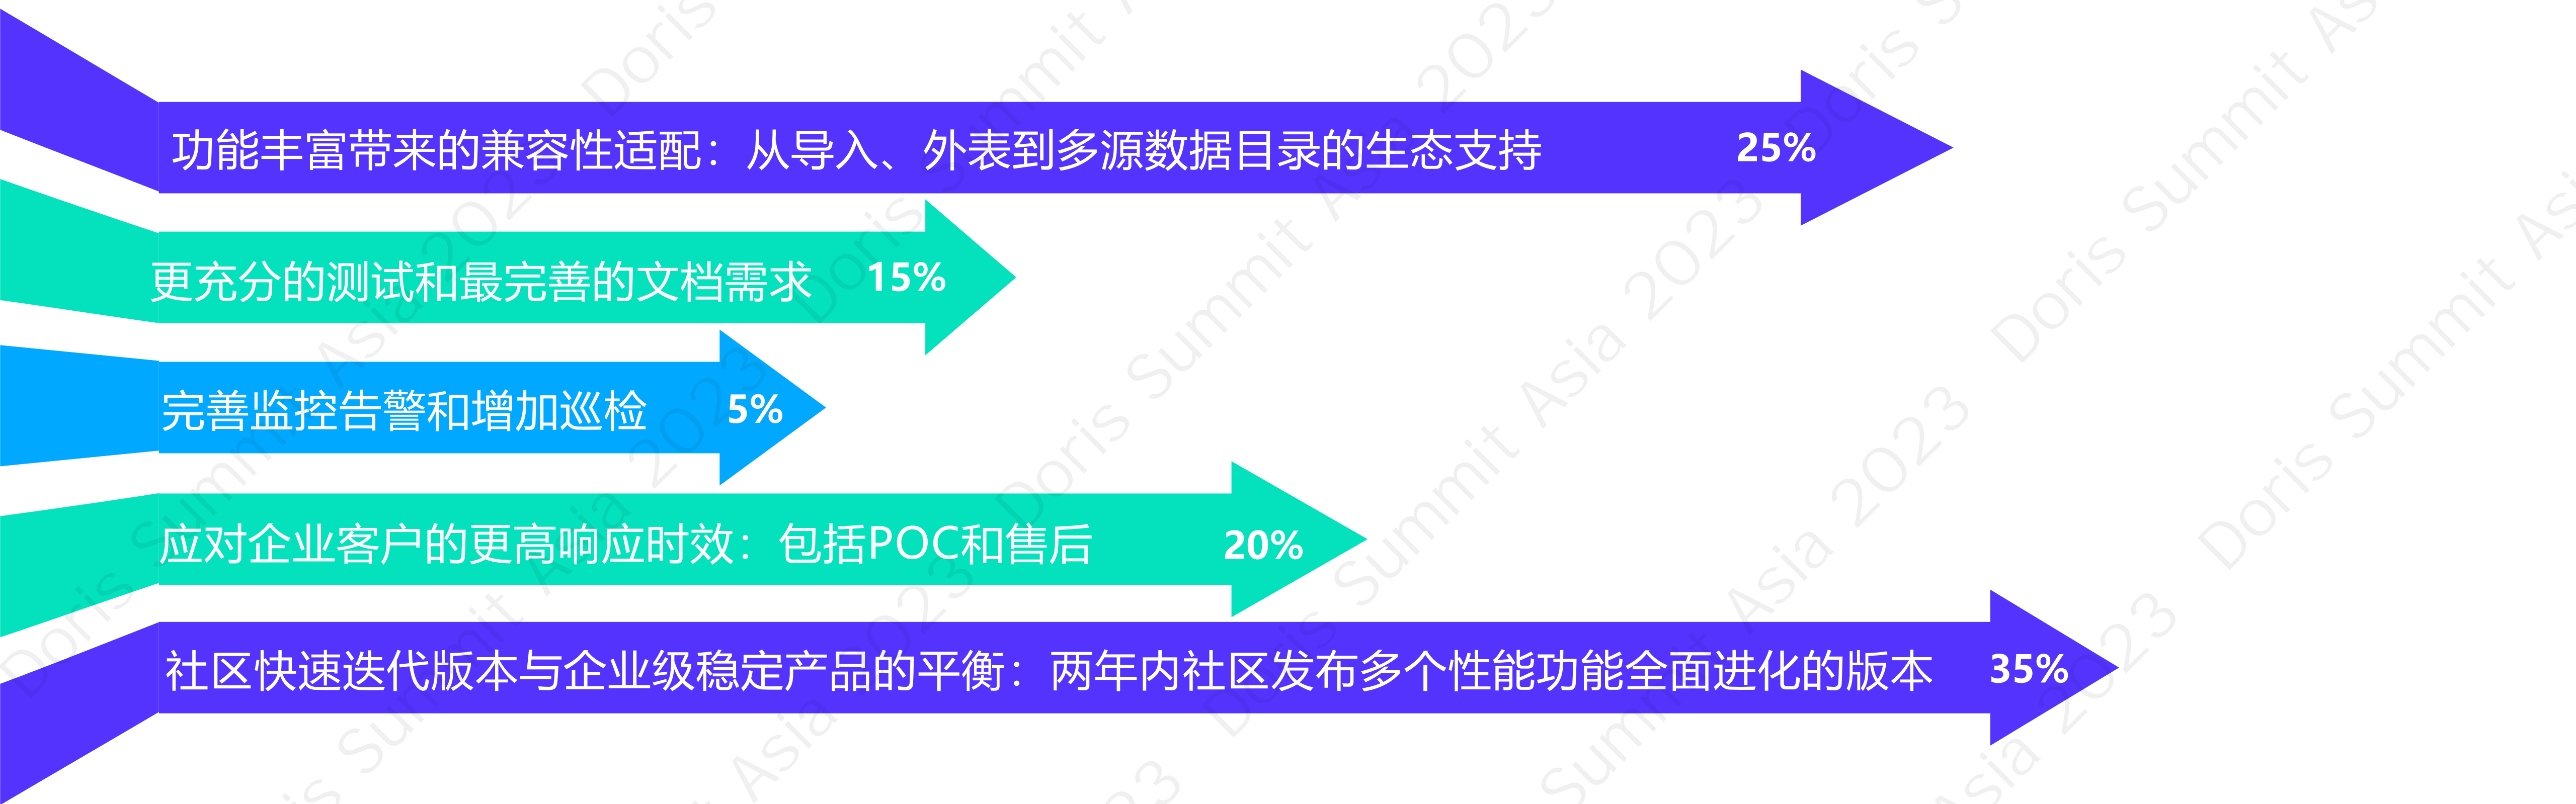 功能丰富带来的兼容性适配：从导入、外表到多源数据目录的生态支持 25%
更充分的测试和最完善的文档需求 15%
完善监控告警和增加巡检 5%
应对企业客户的更高响应时效：包括POC和售后 20%
社区快速迭代版本与企业级稳定产品的平衡：两年内社区发布多个性能功能全面进化的版本 35%
Doris Summit Asia 2023